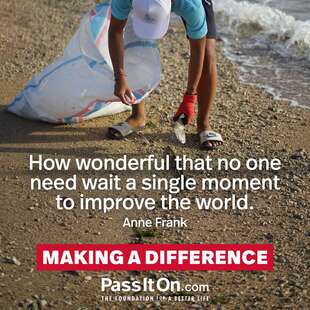 How wonderful that no one
need wait a single moment
to improve the world.
Anne Frank
MAKING A DIFFERENCE
PassItOn.com
THE FOUNDATION FOR A BETTER LIFE